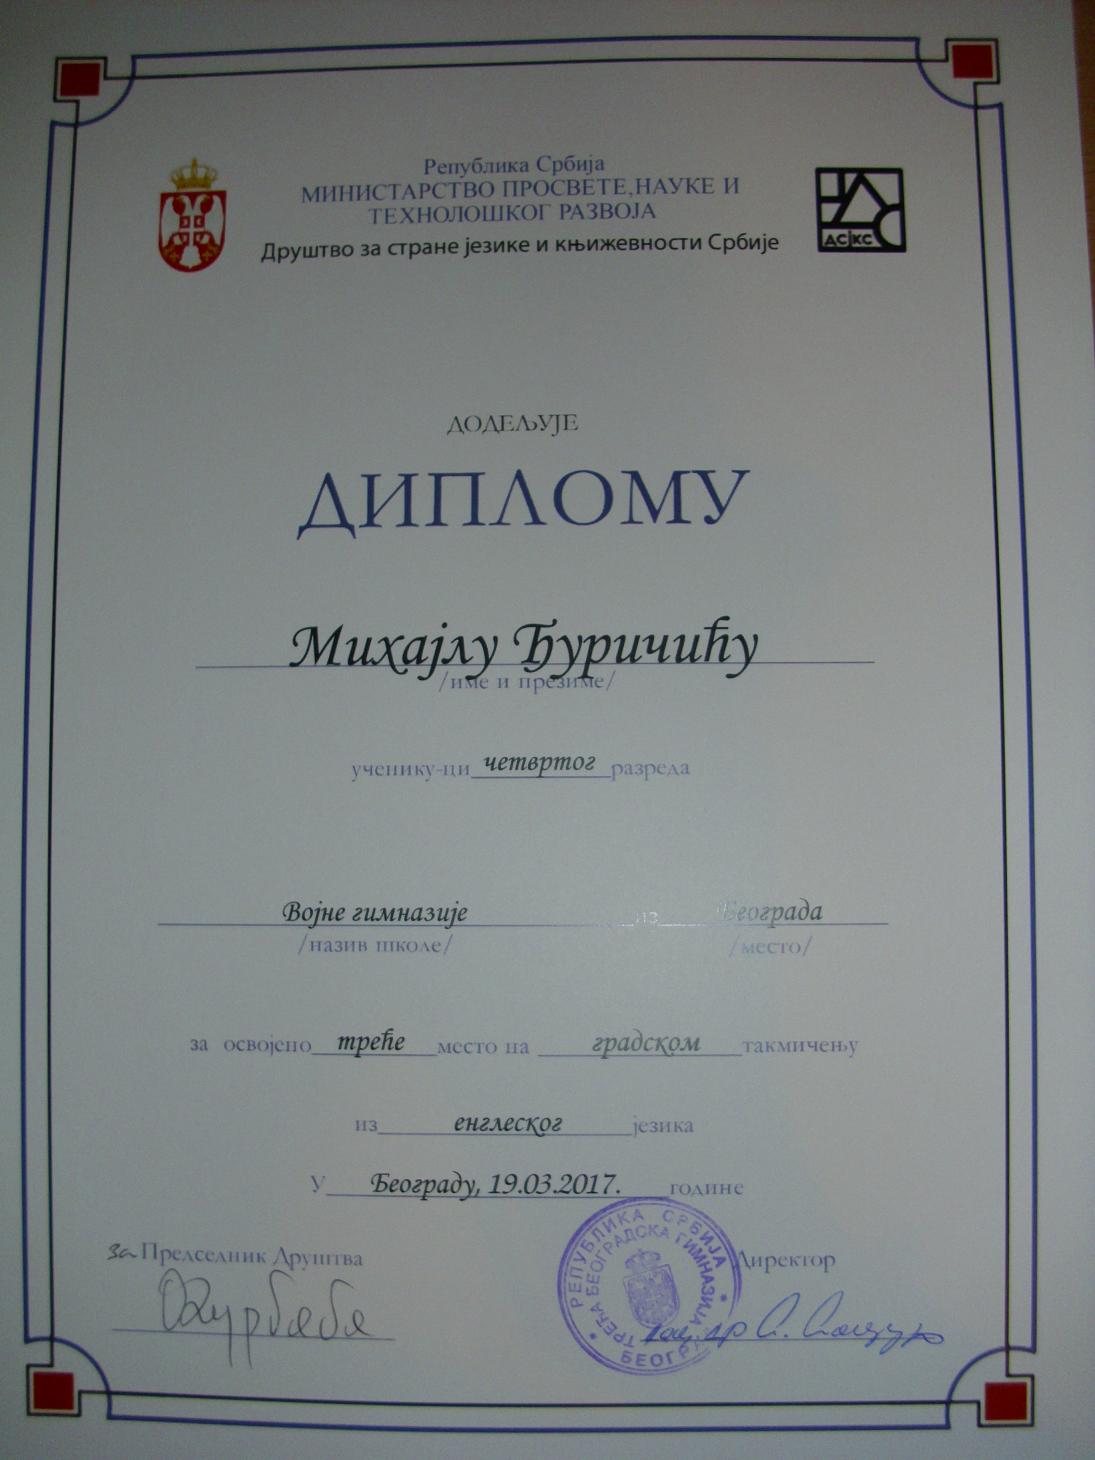 Република Србија
МИНИСТАРСТВО ПРОСВЕТЕ,НАУКЕ И
ТЕХНОЛОШКОГ РАЗВОЈА
Друштво за стране језике и књижевности Србије
ДСЈКС
ДОДЕЉУЈЕ
ДИПЛОМУ
Михајлу Ђуричићу
/име и презиме/
ученику-ци четвртог разреда
Војне гимназије из Београда
/назив школе/ /место/
за освојено треће место на градском такмичењу
из енглеског језика
У Београду, 19.03.2017. године
за Председник Друштва
Директор
РЕПУБЛИКА СРБИЈА
ТРЕЋА БЕОГРАДСКА ГИМНАЗИЈА